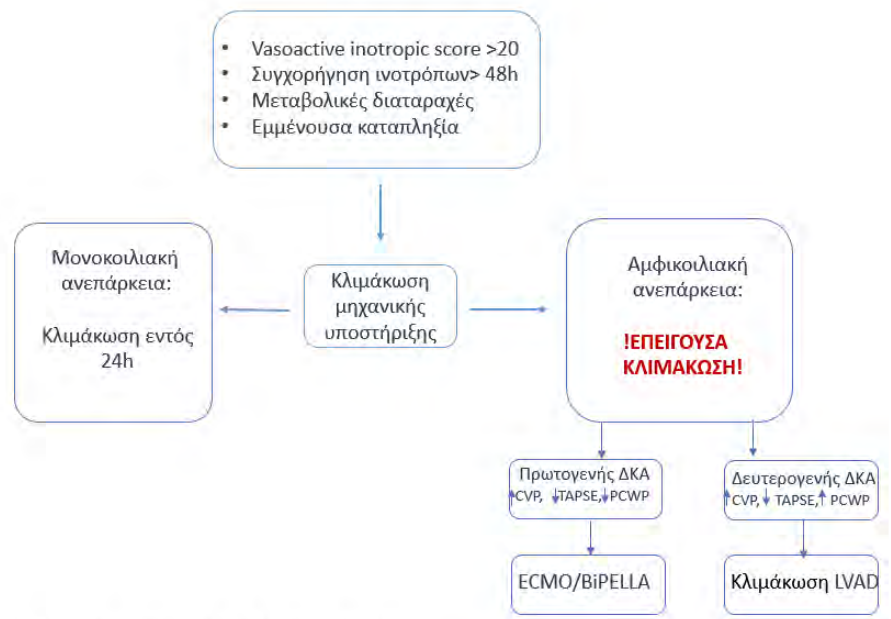 • Vasoactive inotropic score >20
• Συγχορήγηση ινοτρόπων> 48h
• Μεταβολικές διαταραχές
• Εμμένουσα καταπληξία
Μονοκοιλιακή
ανεπάρκεια:
Κλιμάκωση εντός
24h
Κλιμάκωση
μηχανικής
υποστήριξης
Αμφικοιλιακή
ανεπάρκεια:
!ΕΠΕΙΓΟΥΣΑ
ΚΛΙΜΑΚΩΣΗ!
Πρωτογενής ΔΚΑ
↑CVP, ↓TAPSE,↓PCWP
Δευτερογενής ΔΚΑ
↑CVP,↓ TAPSE,↑ PCWP
ECMO/BiPELLA
Κλιμάκωση LVAD